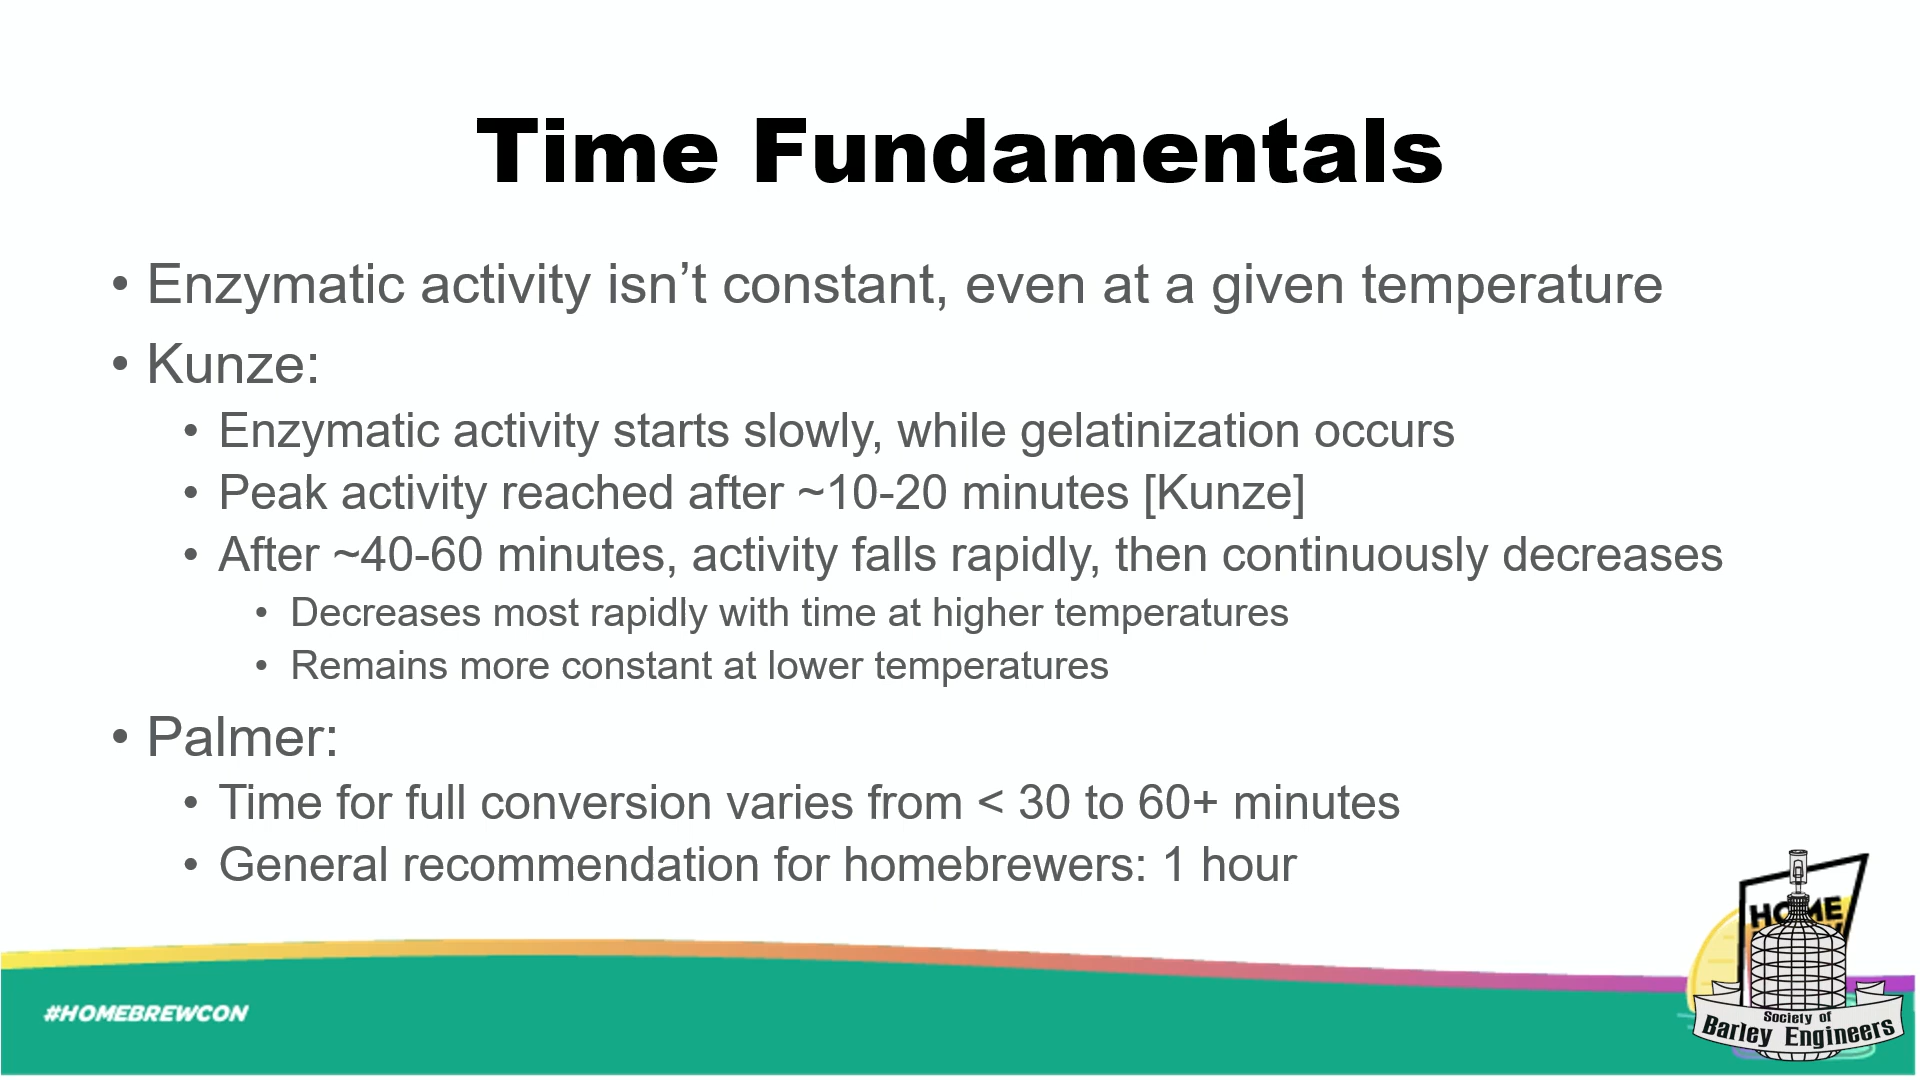 Time Fundamentals
• Enzymatic activity isn’t constant, even at a given temperature
• Kunze:
• Enzymatic activity starts slowly, while gelatinization occurs
• Peak activity reached after ~10-20 minutes [Kunze]
• After ~40-60 minutes, activity falls rapidly, then continuously decreases
• Decreases most rapidly with time at higher temperatures
• Remains more constant at lower temperatures
• Palmer:
• Time for full conversion varies from < 30 to 60+ minutes
• General recommendation for homebrewers: 1 hour
HOME
#HOMEBREWCON
Society of
Barley Engineers